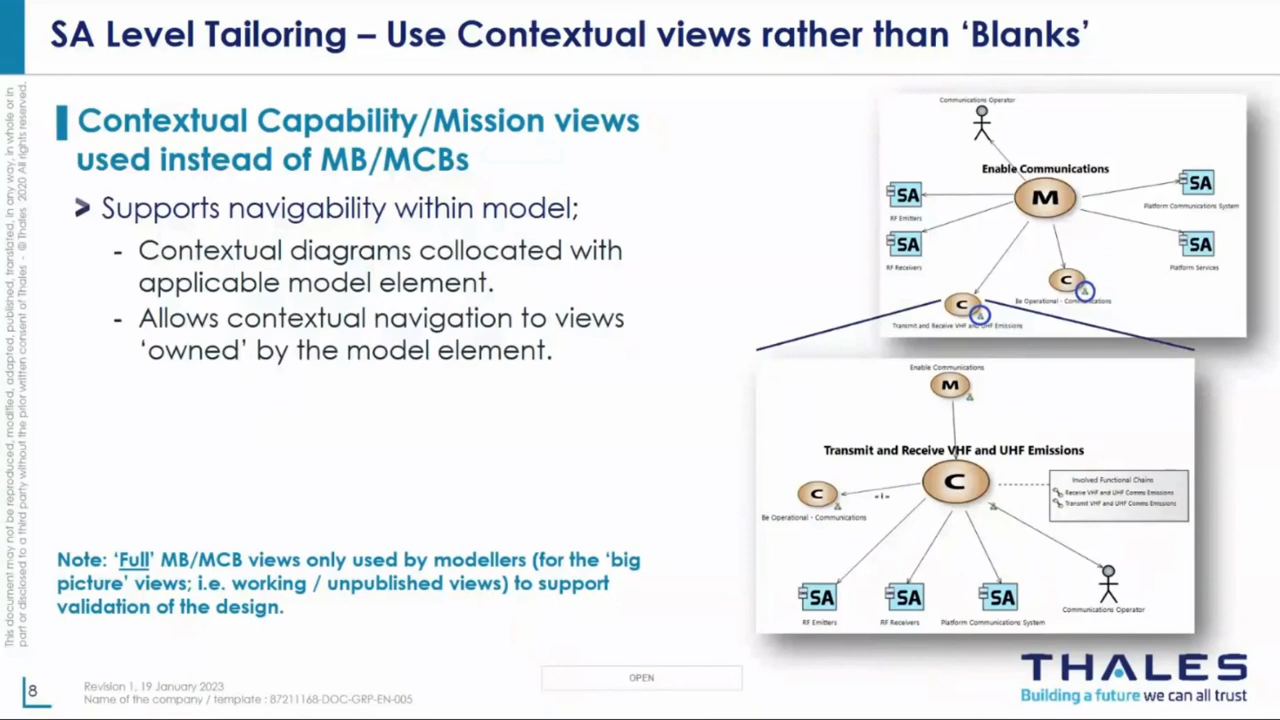 SA Level Tailoring – Use Contextual views rather than ‘Blanks’
This document may not be reproduced, modified, adapted, published, translated, in any way, in whole or in
part or disclosed to a third party without the prior written consent of Thales - © Thales 2020 All rights reserved.
Contextual Capability/Mission views
used instead of MB/MCBs
Supports navigability within model;
- Contextual diagrams collocated with
applicable model element.
- Allows contextual navigation to views
‘owned’ by the model element.
Note: ‘Full’ MB/MCB views only used by modellers (for the ‘big
picture’ views; i.e. working / unpublished views) to support
validation of the design.
Communications Operator
Enable Communications
M
SA
RF Emitters
SA
Platform Communications System
SA
RF Receivers
SA
Platform Services
C
Be Operational - Communications
C
Transmit and Receive VHF and UHF Emissions
Enable Communications
M
Transmit and Receive VHF and UHF Emissions
C
C
Be Operational - Communications
«i»
Involved Functional Chains
Receive VHF and UHF Comms Emissions
Transmit VHF and UHF Comms Emissions
SA
RF Emitters
SA
RF Receivers
SA
Platform Communications System
Communications Operator
8
Revision 1, 19 January 2023
Name of the company / template : 87211168-DOC-GRP-EN-005
OPEN
THALES
Building a future we can all trust